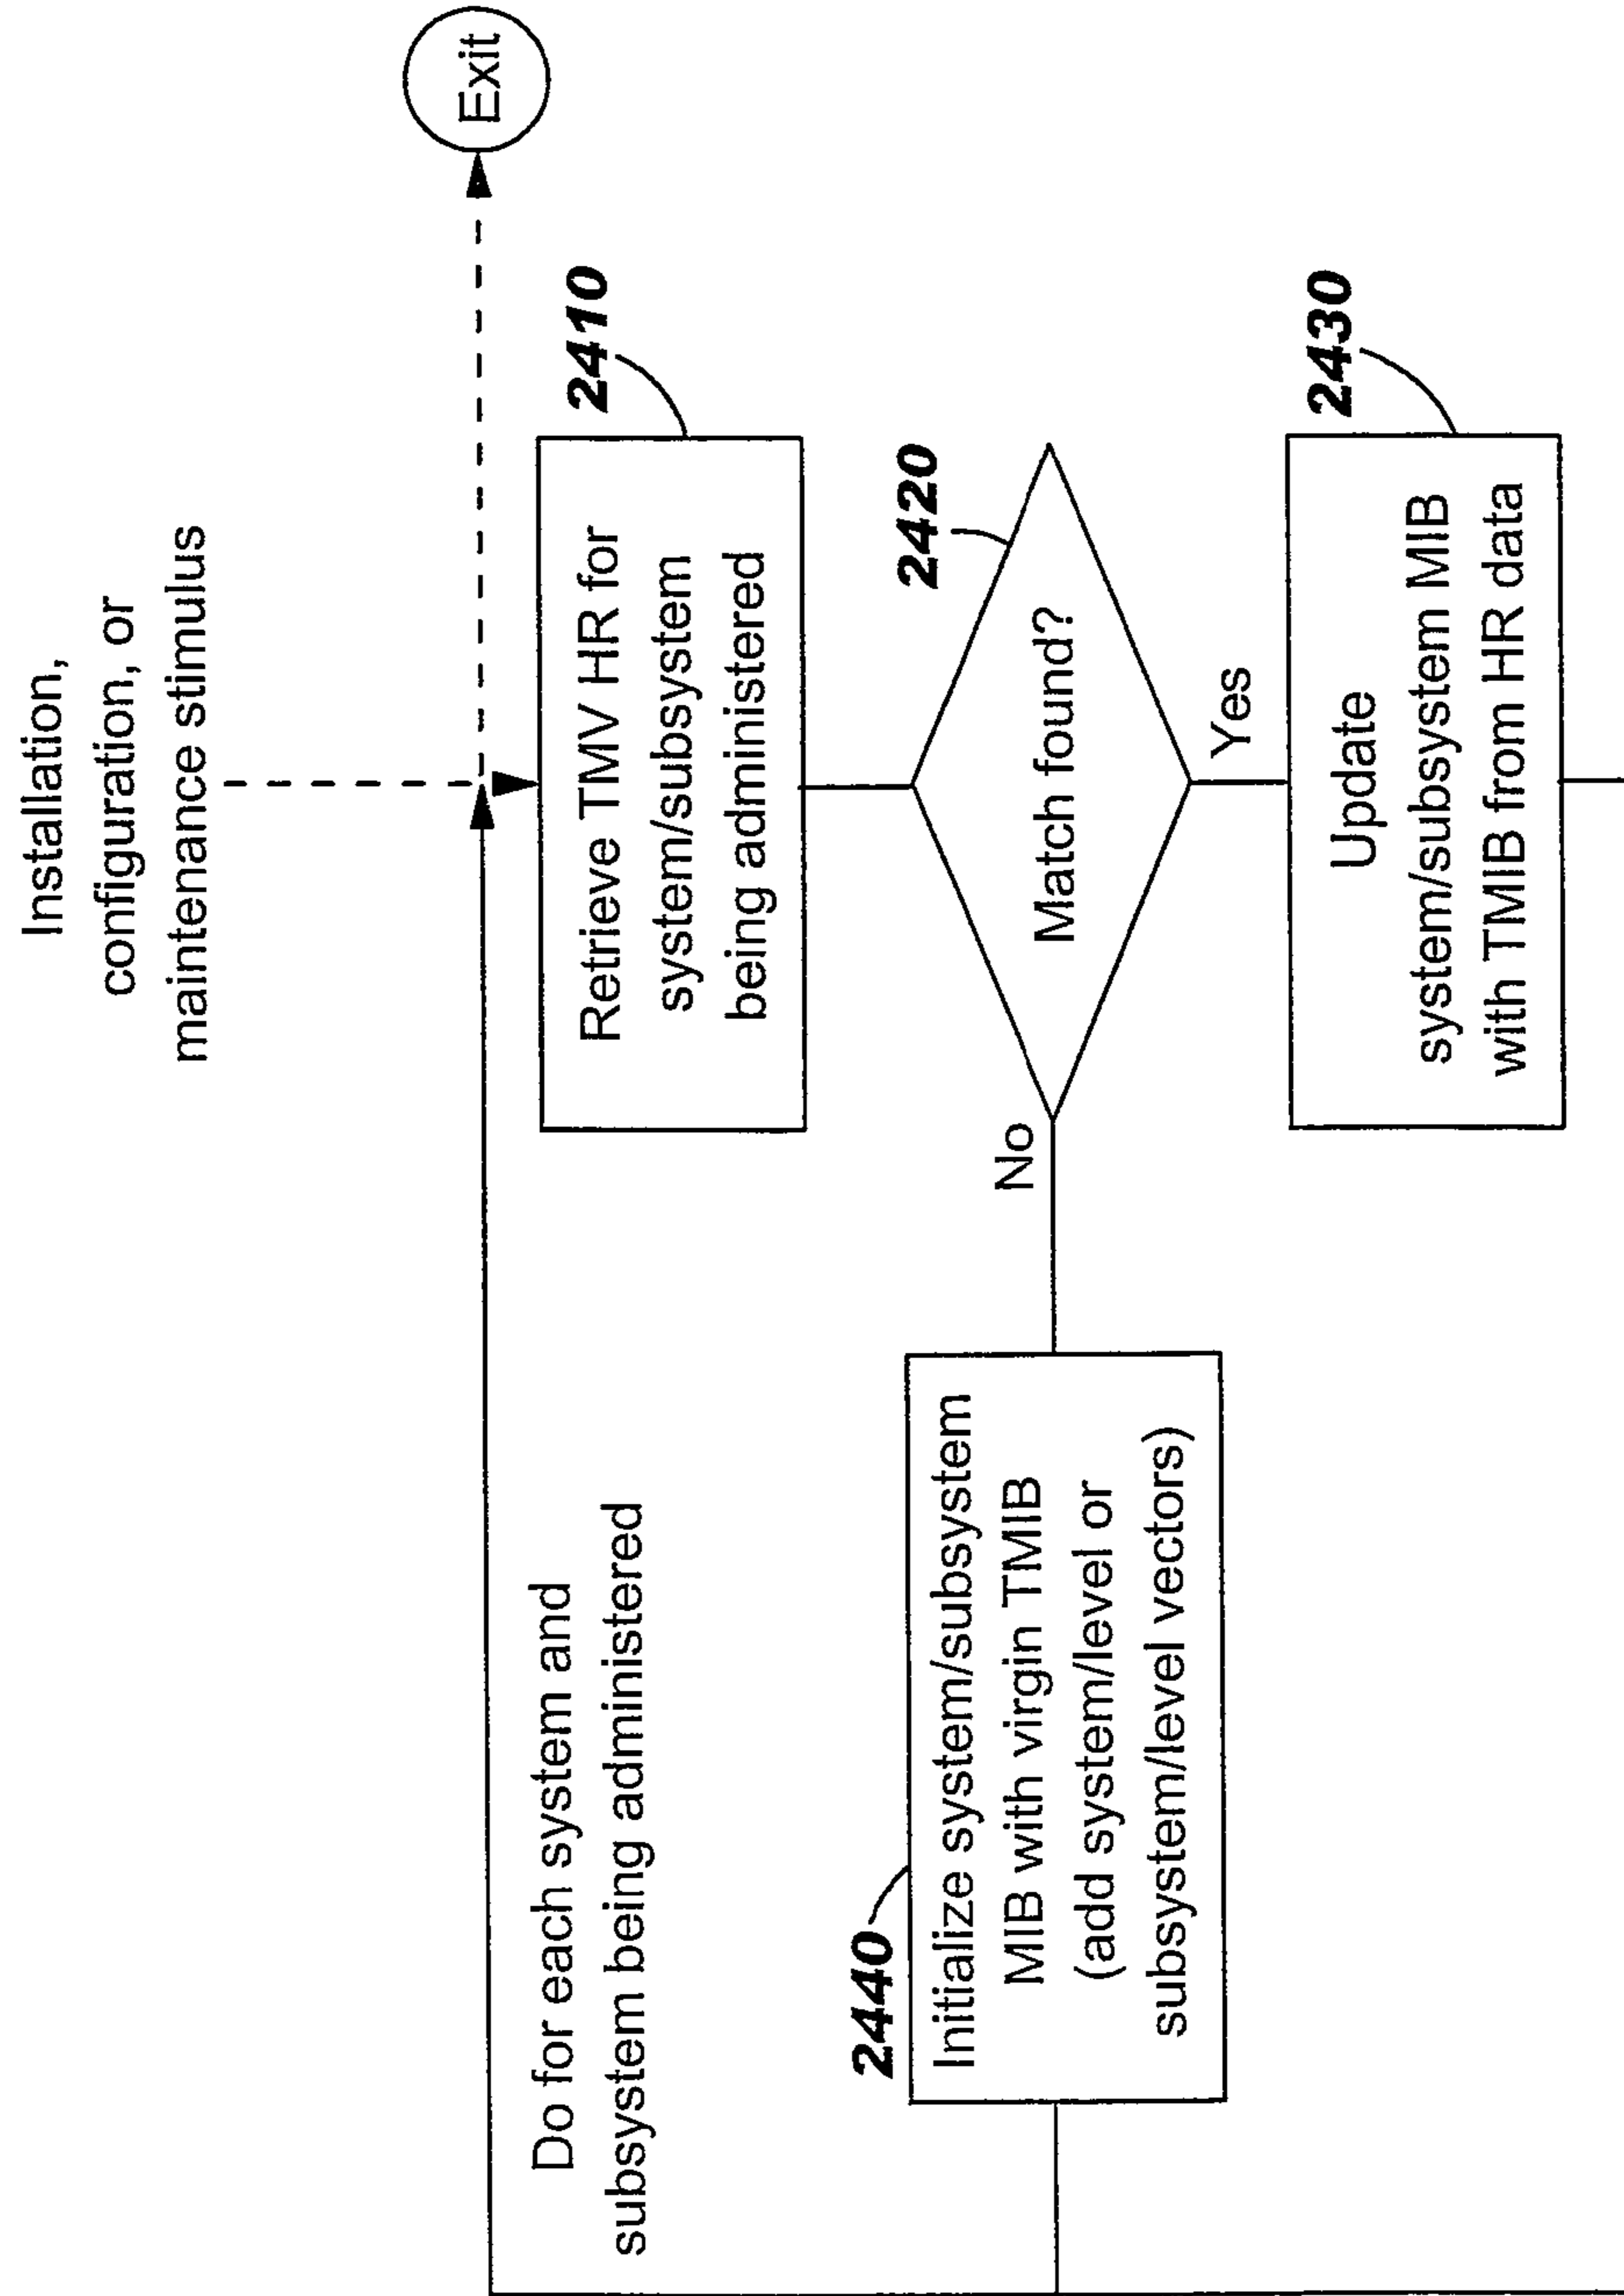 Installation,
configuration, or
maintenance stimulus
Exit
Do for each system and
subsystem being administered
2410
Retrieve TMV HR for
system/subsystem
being administered
2420
Match found?
No
Yes
2440
Initialize system/subsystem
MIB with virgin TMIB
(add system/level or
subsystem/level vectors)
2430
Update
system/subsystem MIB
with TMIB from HR data